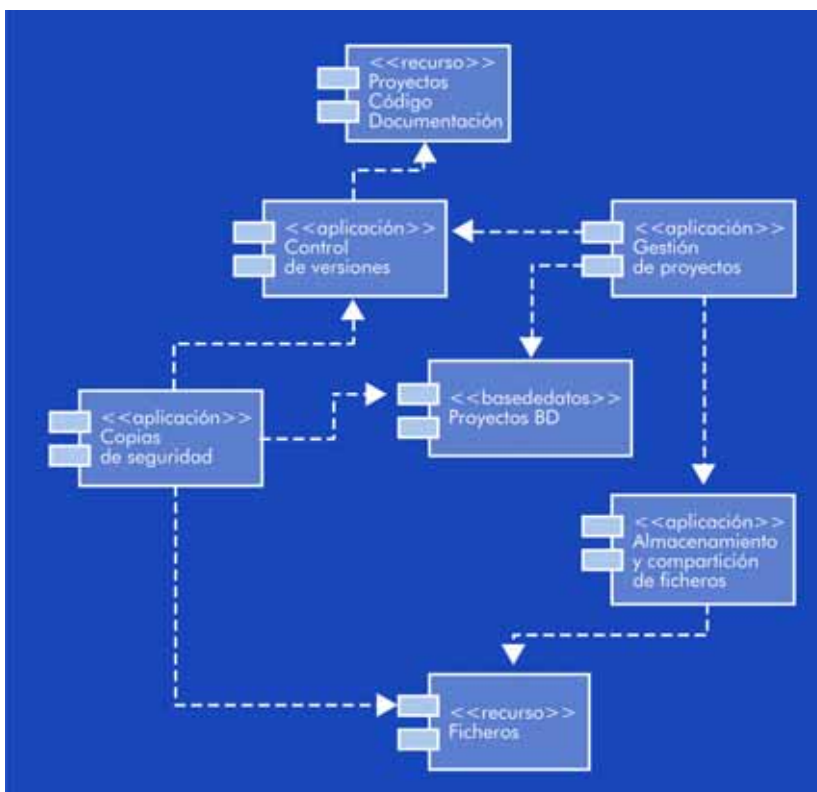 <<recurso>>
Proyectos
Código
Documentación
<<aplicación>>
Control
de versiones
<<aplicación>>
Gestión
de proyectos
<<basededatos>>
Proyectos BD
<<aplicación>>
Copias
de seguridad
<<aplicación>>
Almacenamiento
y compartición
de ficheros
<<recurso>>
Ficheros